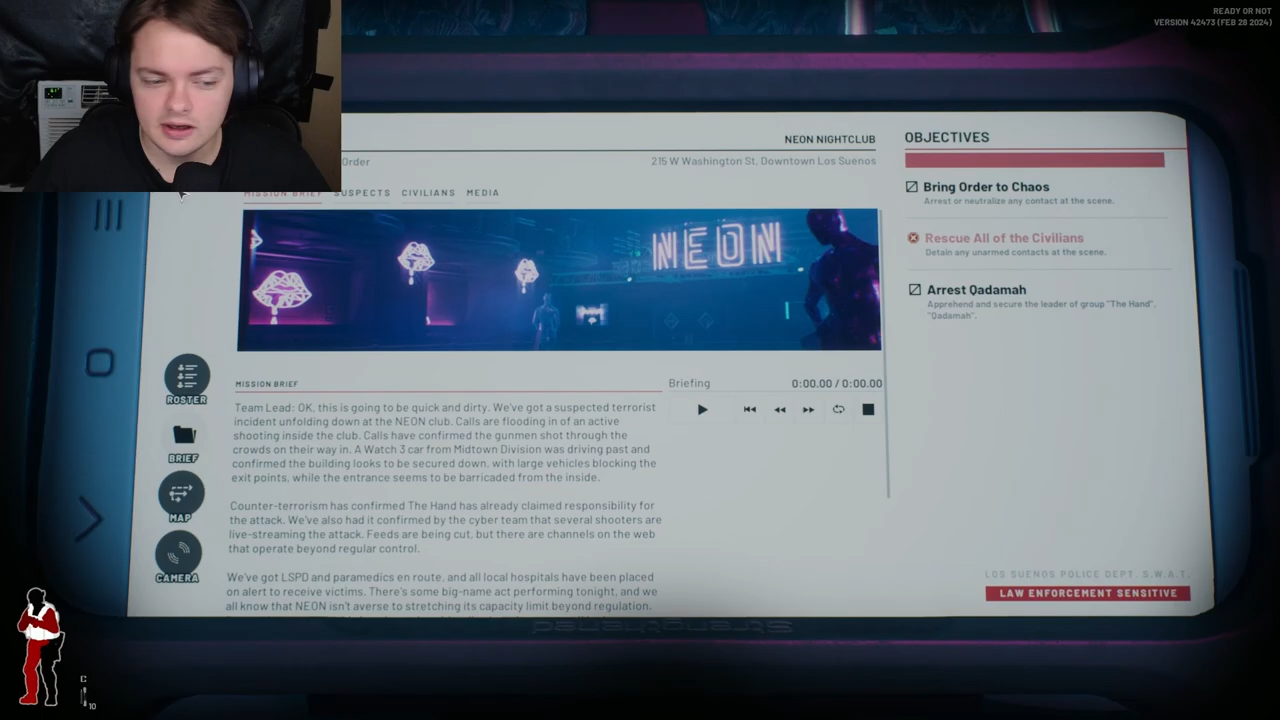 READY OR NOT
VERSION 42473 (FEB 28 2024)
NEON NIGHTCLUB
Order
215 W Washington St, Downtown Los Suenos
MISSION BRIEF SUSPECTS CIVILIANS MEDIA
NEON
MISSION BRIEF
Team Lead: OK, this is going to be quick and dirty. We've got a suspected terrorist
incident unfolding down at the NEON club. Calls are flooding in of an active
shooting inside the club. Calls have confirmed the gunmen shot through the
crowds on their way in. A Watch 3 car from Midtown Division was driving past and
confirmed the building looks to be secured down, with large vehicles blocking the
exit points, while the entrance seems to be barricaded from the inside.
Counter-terrorism has confirmed The Hand has already claimed responsibility for
the attack. We've also had it confirmed by the cyber team that several shooters are
live-streaming the attack. Feeds are being cut, but there are channels on the web
that operate beyond regular control.
We've got LSPD and paramedics en route, and all local hospitals have been placed
on alert to receive victims. There's some big-name act performing tonight, and we
all know that NEON isn't averse to stretching its capacity limit beyond regulation.
Briefing 0:00.00 / 0:00.00
OBJECTIVES
Bring Order to Chaos
Arrest or neutralize any contact at the scene.
Rescue All of the Civilians
Detain any unarmed contacts at the scene.
Arrest Qadamah
Apprehend and secure the leader of group "The Hand",
"Qadamah".
ROSTER
BRIEF
MAP
CAMERA
LOS SUENOS POLICE DEPT. S.W.A.T.
LAW ENFORCEMENT SENSITIVE
Strengthened
C
10